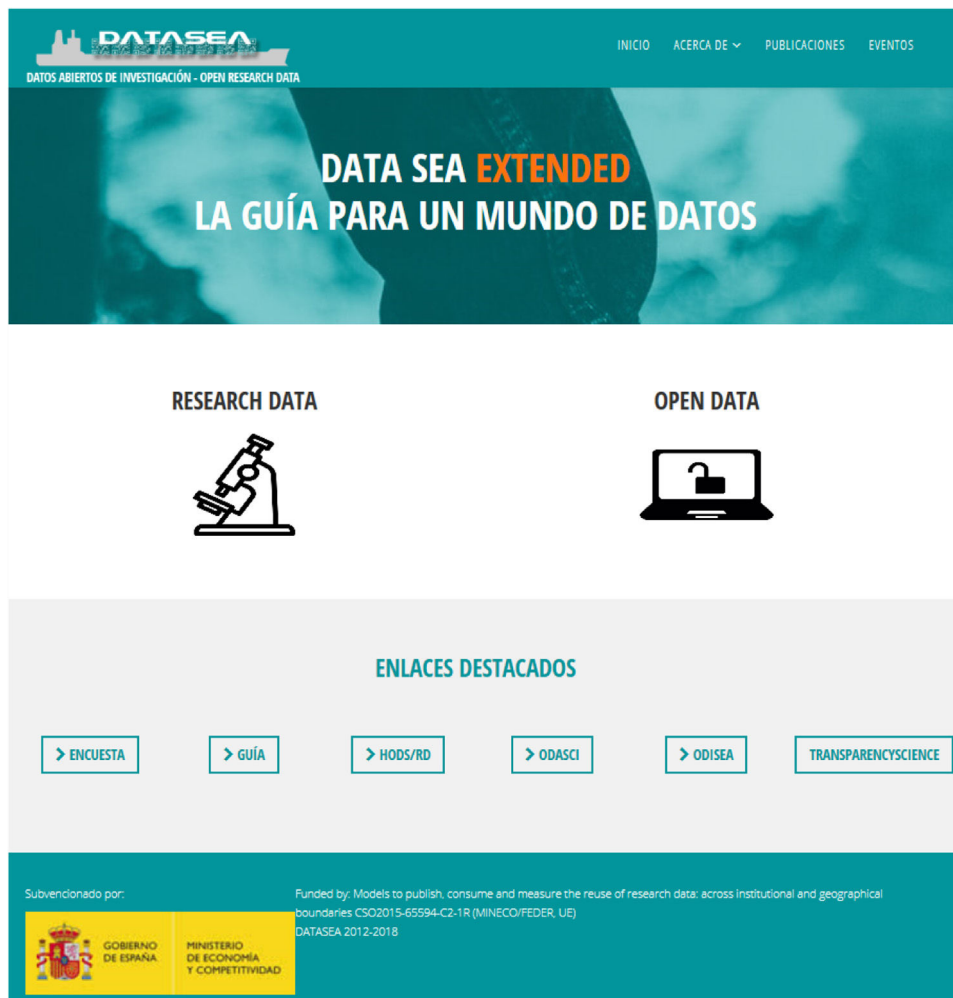 DATASEA
DATOS ABIERTOS DE INVESTIGACIÓN - OPEN RESEARCH DATA
INICIO ACERCA DE PUBLICACIONES EVENTOS
DATA SEA EXTENDED
LA GUÍA PARA UN MUNDO DE DATOS
RESEARCH DATA
OPEN DATA
ENLACES DESTACADOS
ENCUESTA
GUÍA
HODS/RD
ODASCI
ODISEA
TRANSPARENCYSCIENCE
Subvencionado por:
GOBIERNO
DE ESPAÑA
MINISTERIO
DE ECONOMÍA
Y COMPETITIVIDAD
Funded by: Models to publish, consume and measure the reuse of research data: across institutional and geographical
boundaries CSO2015-65594-C2-1R (MINECO/FEDER, UE)
DATASEA 2012-2018